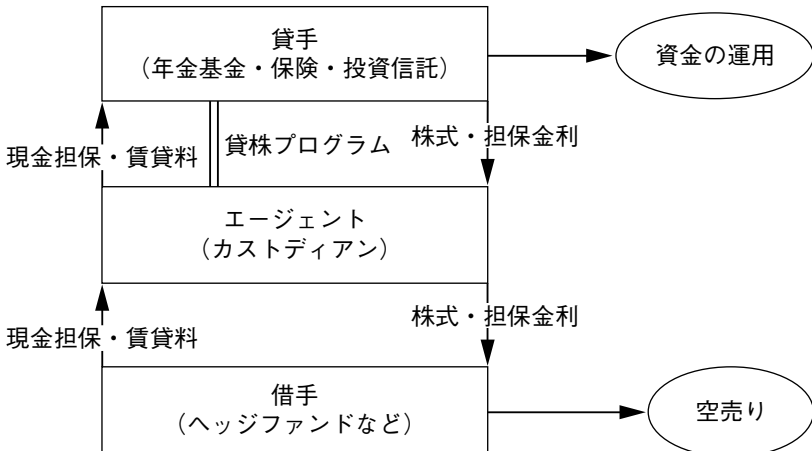 貸手
（年金基金・保険・投資信託）
資金の運用
現金担保・賃貸料
貸株プログラム
株式・担保金利
エージェント
（カストディアン）
現金担保・賃貸料
株式・担保金利
借手
（ヘッジファンドなど）
空売り